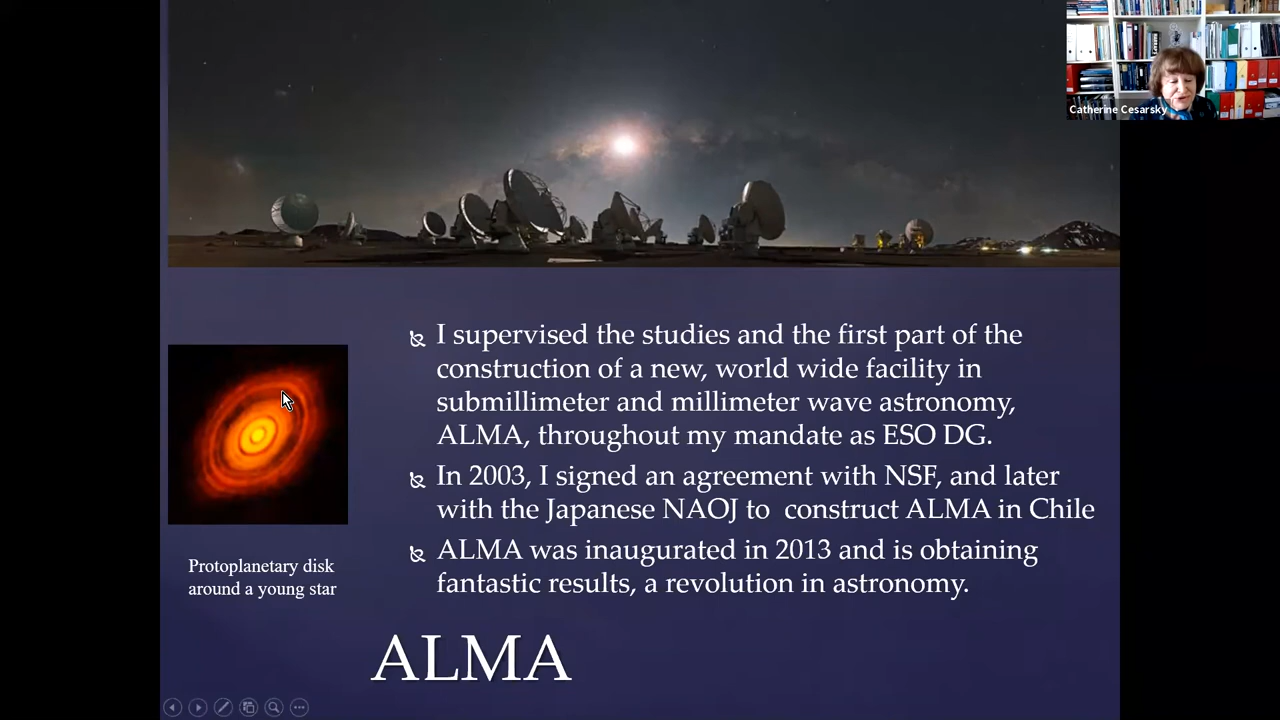 Catherine Cesarsky
I supervised the studies and the first part of the
construction of a new, world wide facility in
submillimeter and millimeter wave astronomy,
ALMA, throughout my mandate as ESO DG.
In 2003, I signed an agreement with NSF, and later
with the Japanese NAOJ to  construct ALMA in Chile
ALMA was inaugurated in 2013 and is obtaining
fantastic results, a revolution in astronomy.
Protoplanetary disk
around a young star
ALMA